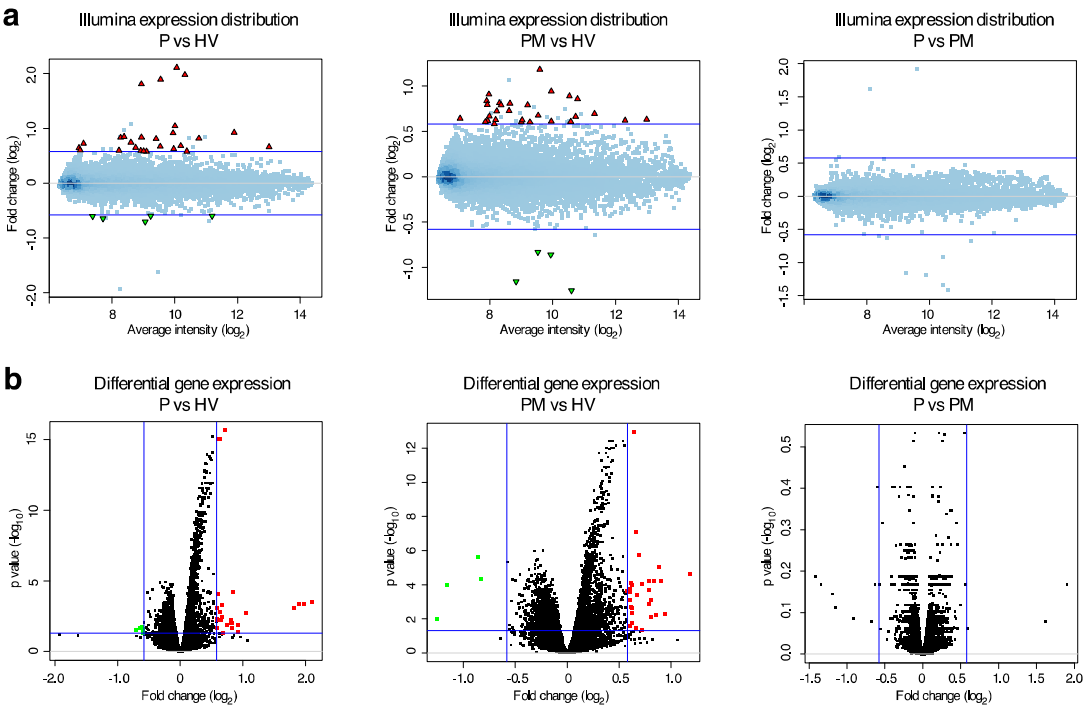 a
Illumina expression distribution
P vs HV
Illumina expression distribution
PM vs HV
Illumina expression distribution
P vs PM
Fold change (log2)
2.0
1.0
0
-1.0
-2.0
8
10
12
14
Average intensity (log2)
Fold change (log2)
1.0
0.5
0
-0.5
-1.0
8
10
12
14
Average intensity (log2)
Fold change (log2)
2.0
1.5
1.0
0.5
0
-0.5
-1.0
-1.5
8
10
12
14
Average intensity (log2)
b
Differential gene expression
P vs HV
Differential gene expression
PM vs HV
Differential gene expression
P vs PM
p value (-log10)
15
10
5
0
-2.0
-1.0
0
1.0
2.0
Fold change (log2)
p value (-log10)
12
10
8
6
4
2
0
-1.0
-0.5
0
0.5
1.0
Fold change (log2)
p value (-log10)
0.5
0.4
0.3
0.2
0.1
0.0
-1.5
-1.0
-0.5
0
0.5
1.0
1.5
2.0
Fold change (log2)